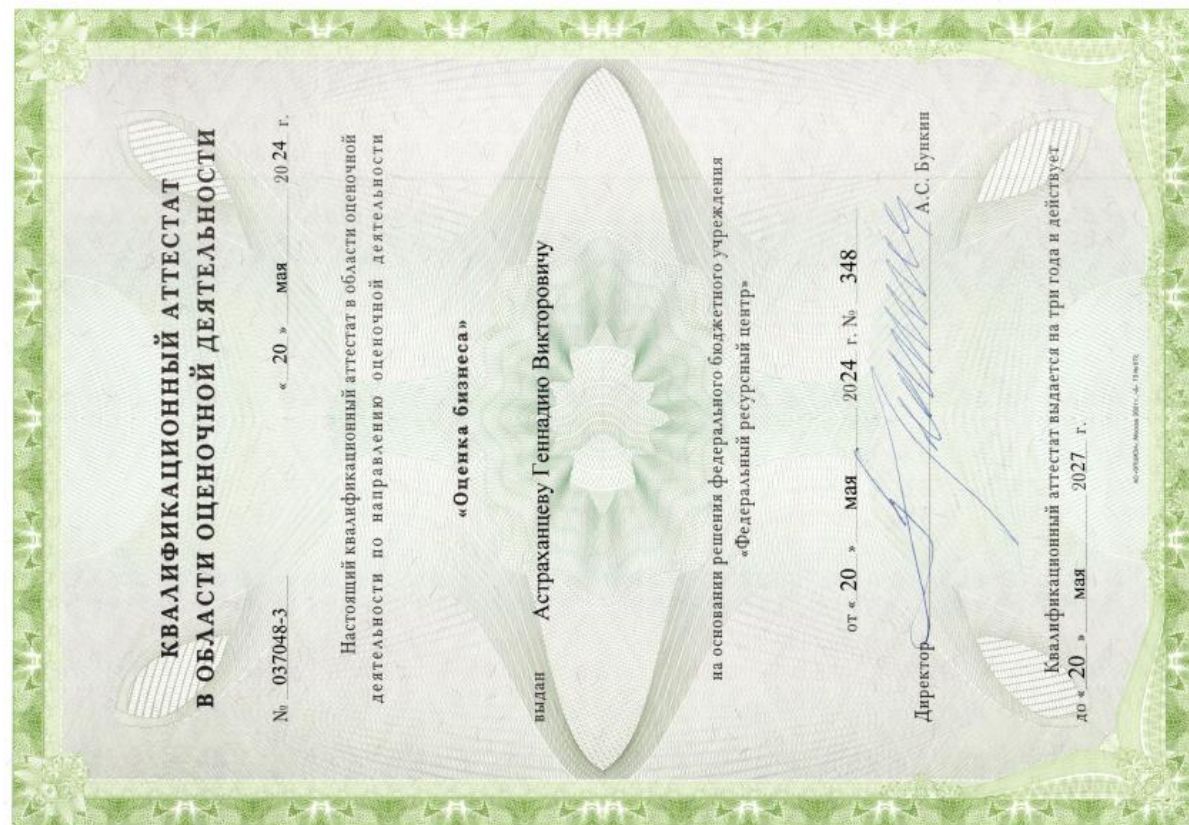 КВАЛИФИКАЦИОННЫЙ АТТЕСТАТ
В ОБЛАСТИ ОЦЕНОЧНОЙ ДЕЯТЕЛЬНОСТИ
№ 037048-3 « 20 » мая 20 24 г.
Настоящий квалификационный аттестат в области оценочной
деятельности по направлению оценочной деятельности
«Оценка бизнеса»
выдан Астраханцеву Геннадию Викторовичу
на основании решения федерального бюджетного учреждения
«Федеральный ресурсный центр»
от « 20 » мая 2024 г. № 348
Директор А.С. Бункин
Квалификационный аттестат выдается на три года и действует
до « 20 » мая 2027 г.